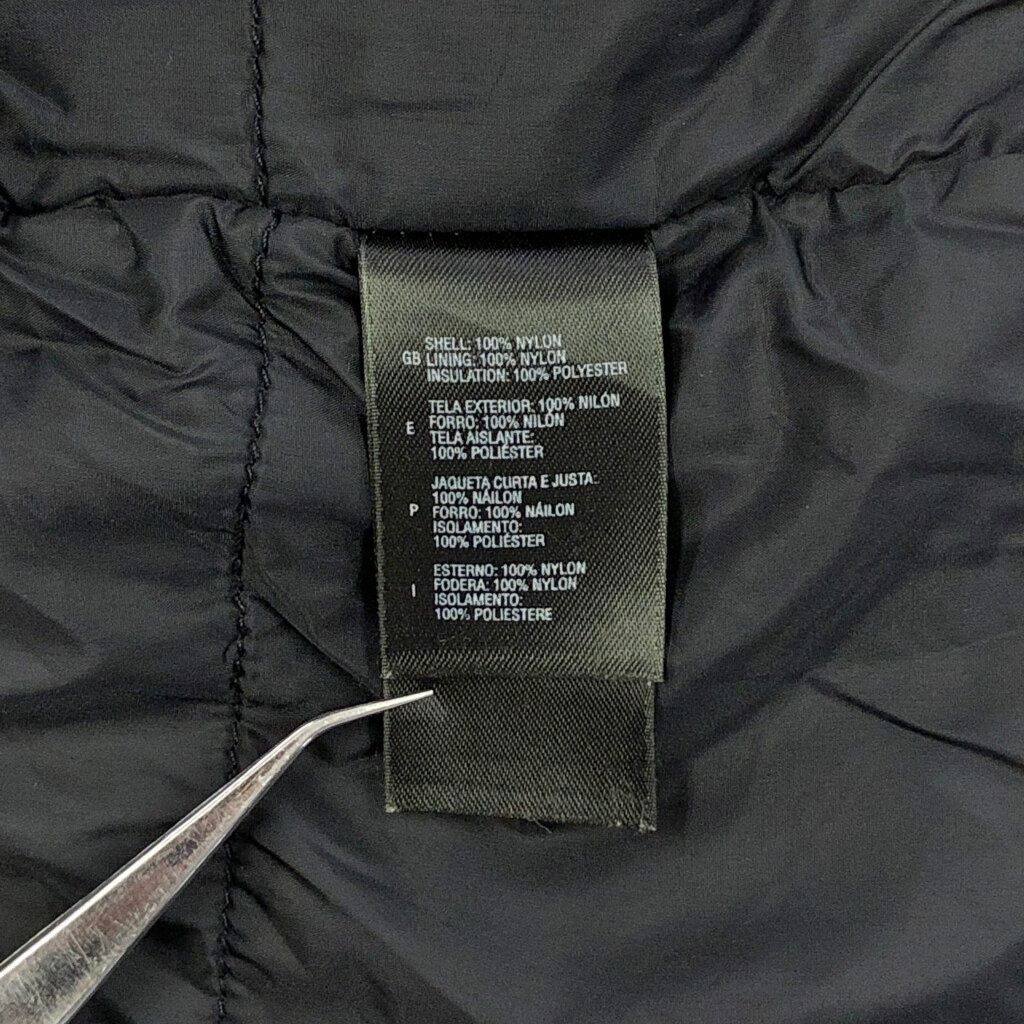 SHELL: 100% NYLON
GB LINING: 100% NYLON
INSULATION: 100% POLYESTER
TELA EXTERIOR: 100% NILON
E FORRO: 100% NILÓN
TELA AISLANTE:
100% POLIÉSTER
JAQUETA CURTA E JUSTA:
100% NÁILON
P FORRO: 100% NÁILON
ISOLAMENTO:
100% POLIÉSTER
ESTERNO: 100% NYLON
I FODERA: 100% NYLON
ISOLAMENTO:
100% POLIESTERE